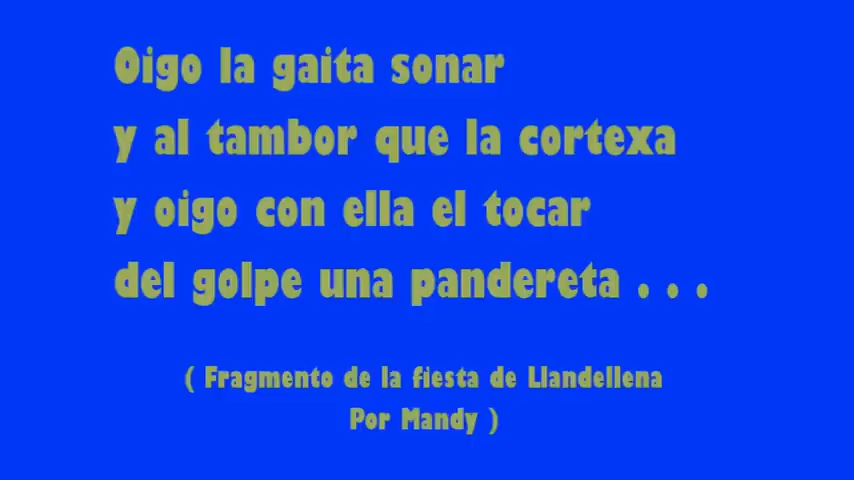 Oigo la gaita sonar
y al tambor que la cortexa
y oigo con ella el tocar
del golpe una pandereta . . .
( Fragmento de la fiesta de Llandellena
Por Mandy )